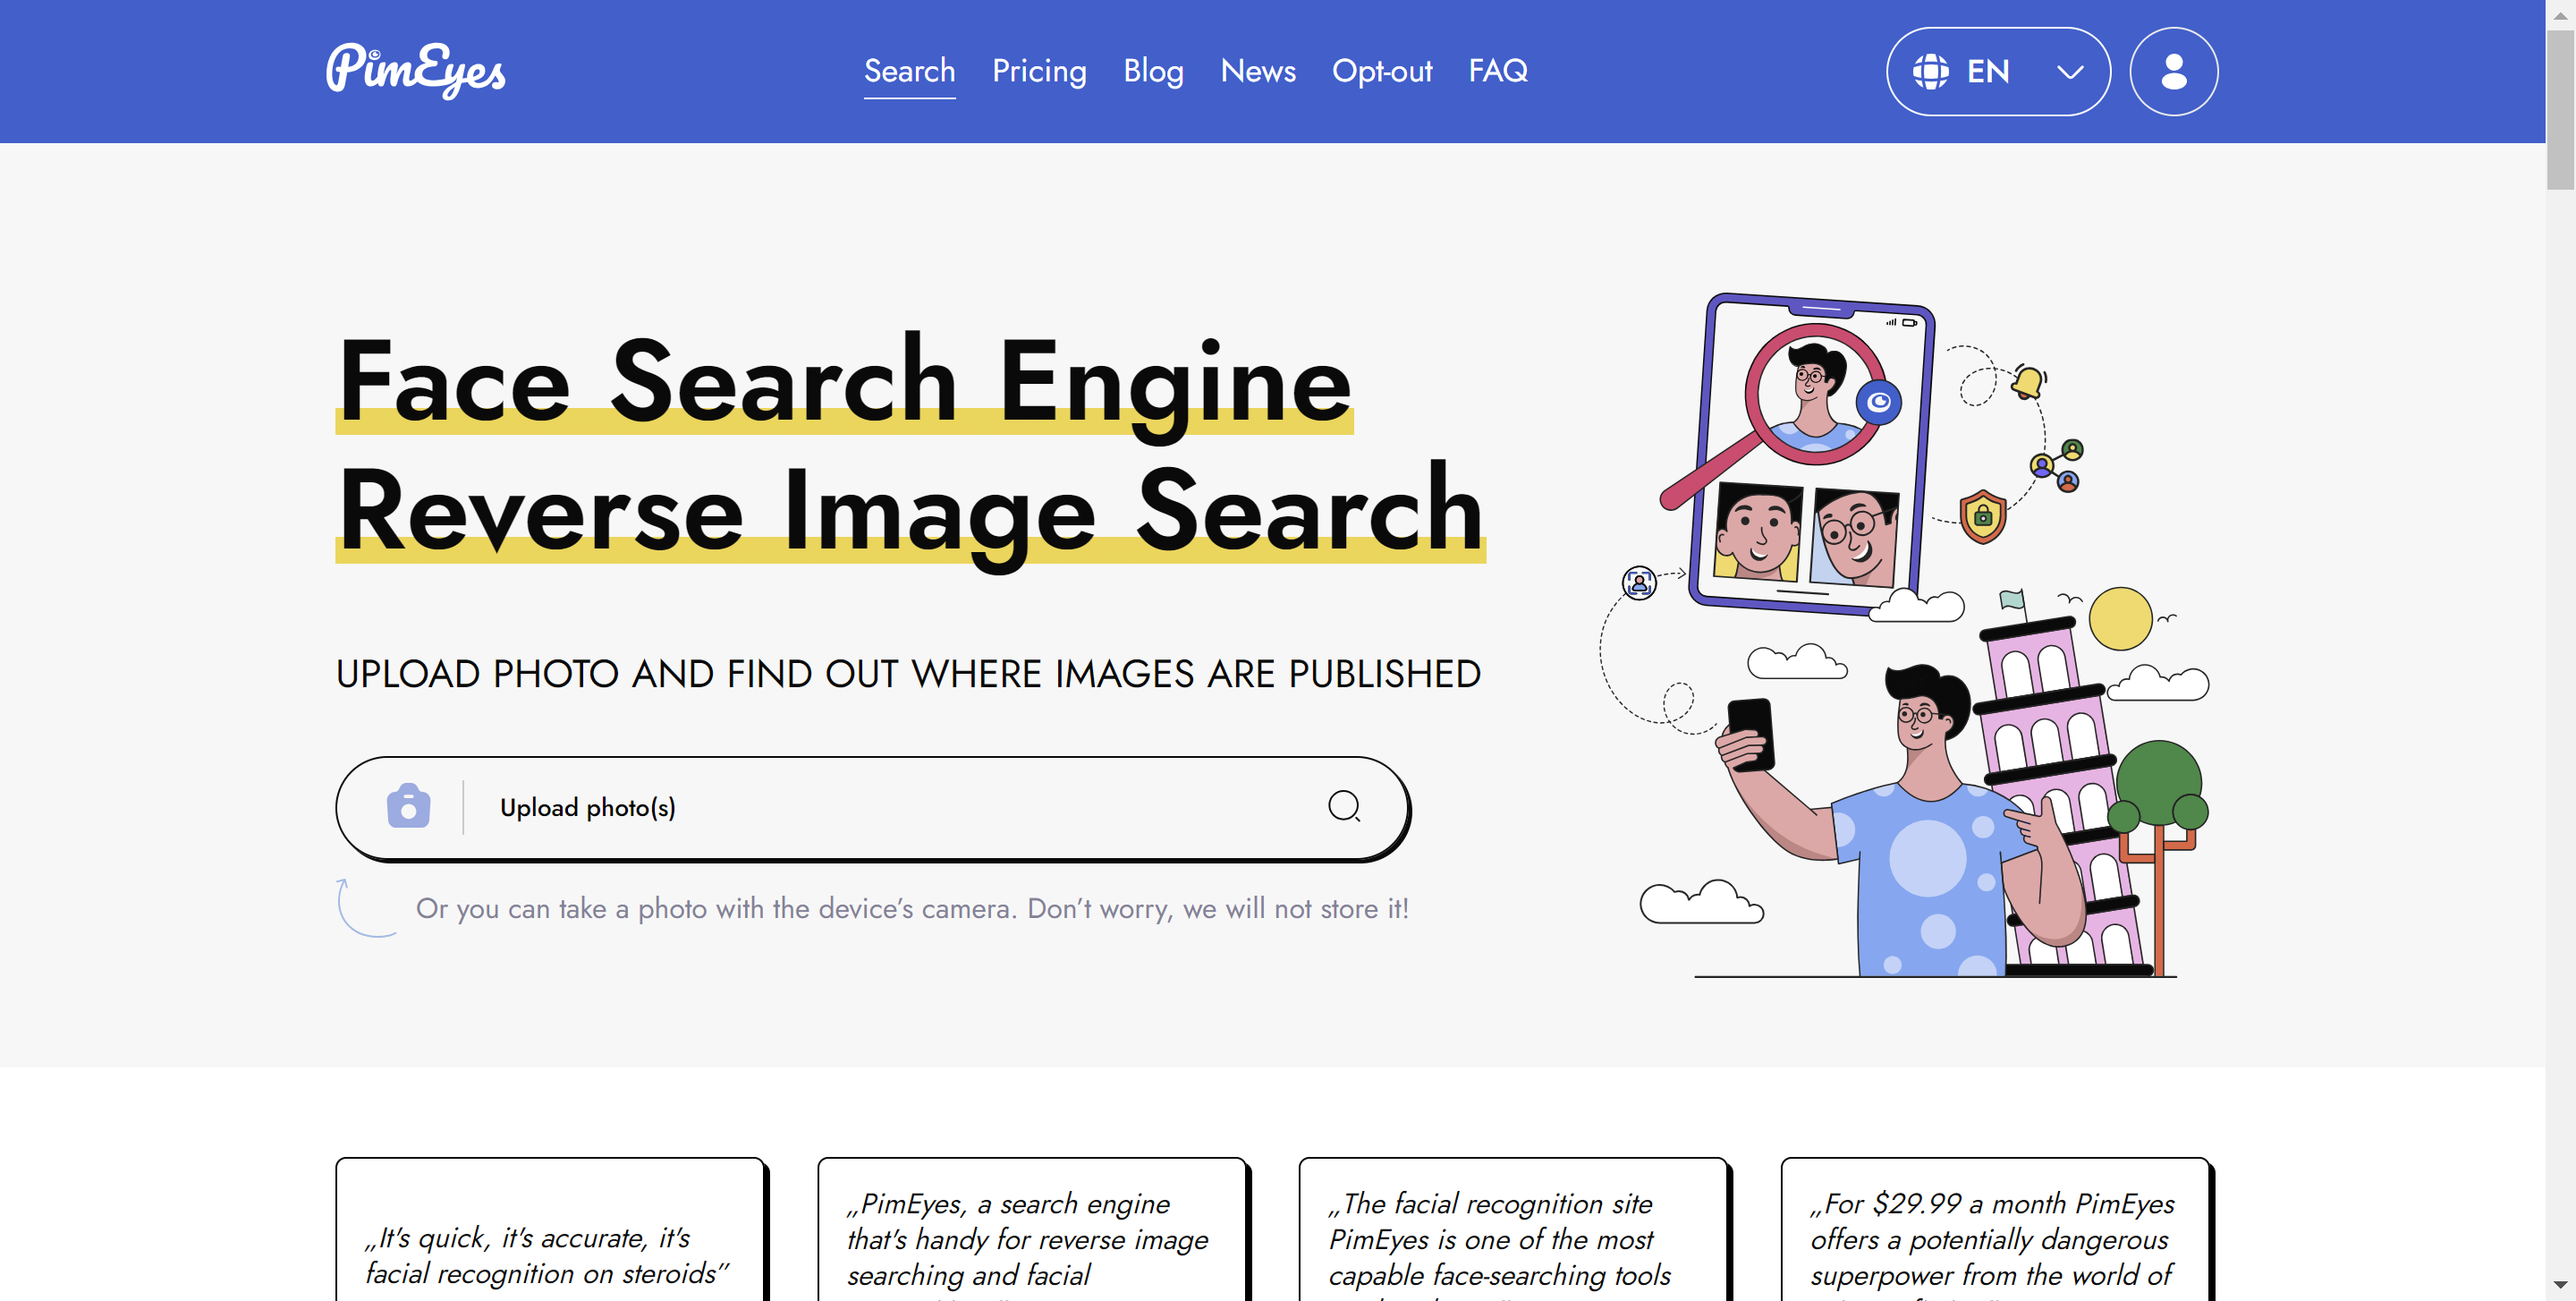 PimEyes
Search Pricing Blog News Opt-out FAQ
EN
Face Search Engine
Reverse Image Search
UPLOAD PHOTO AND FIND OUT WHERE IMAGES ARE PUBLISHED
Upload photo(s)
Or you can take a photo with the device’s camera. Don’t worry, we will not store it!
„It's quick, it's accurate, it's
facial recognition on steroids”
„PimEyes, a search engine
that's handy for reverse image
searching and facial
„The facial recognition site
PimEyes is one of the most
capable face-searching tools
„For $29.99 a month PimEyes
offers a potentially dangerous
superpower from the world of